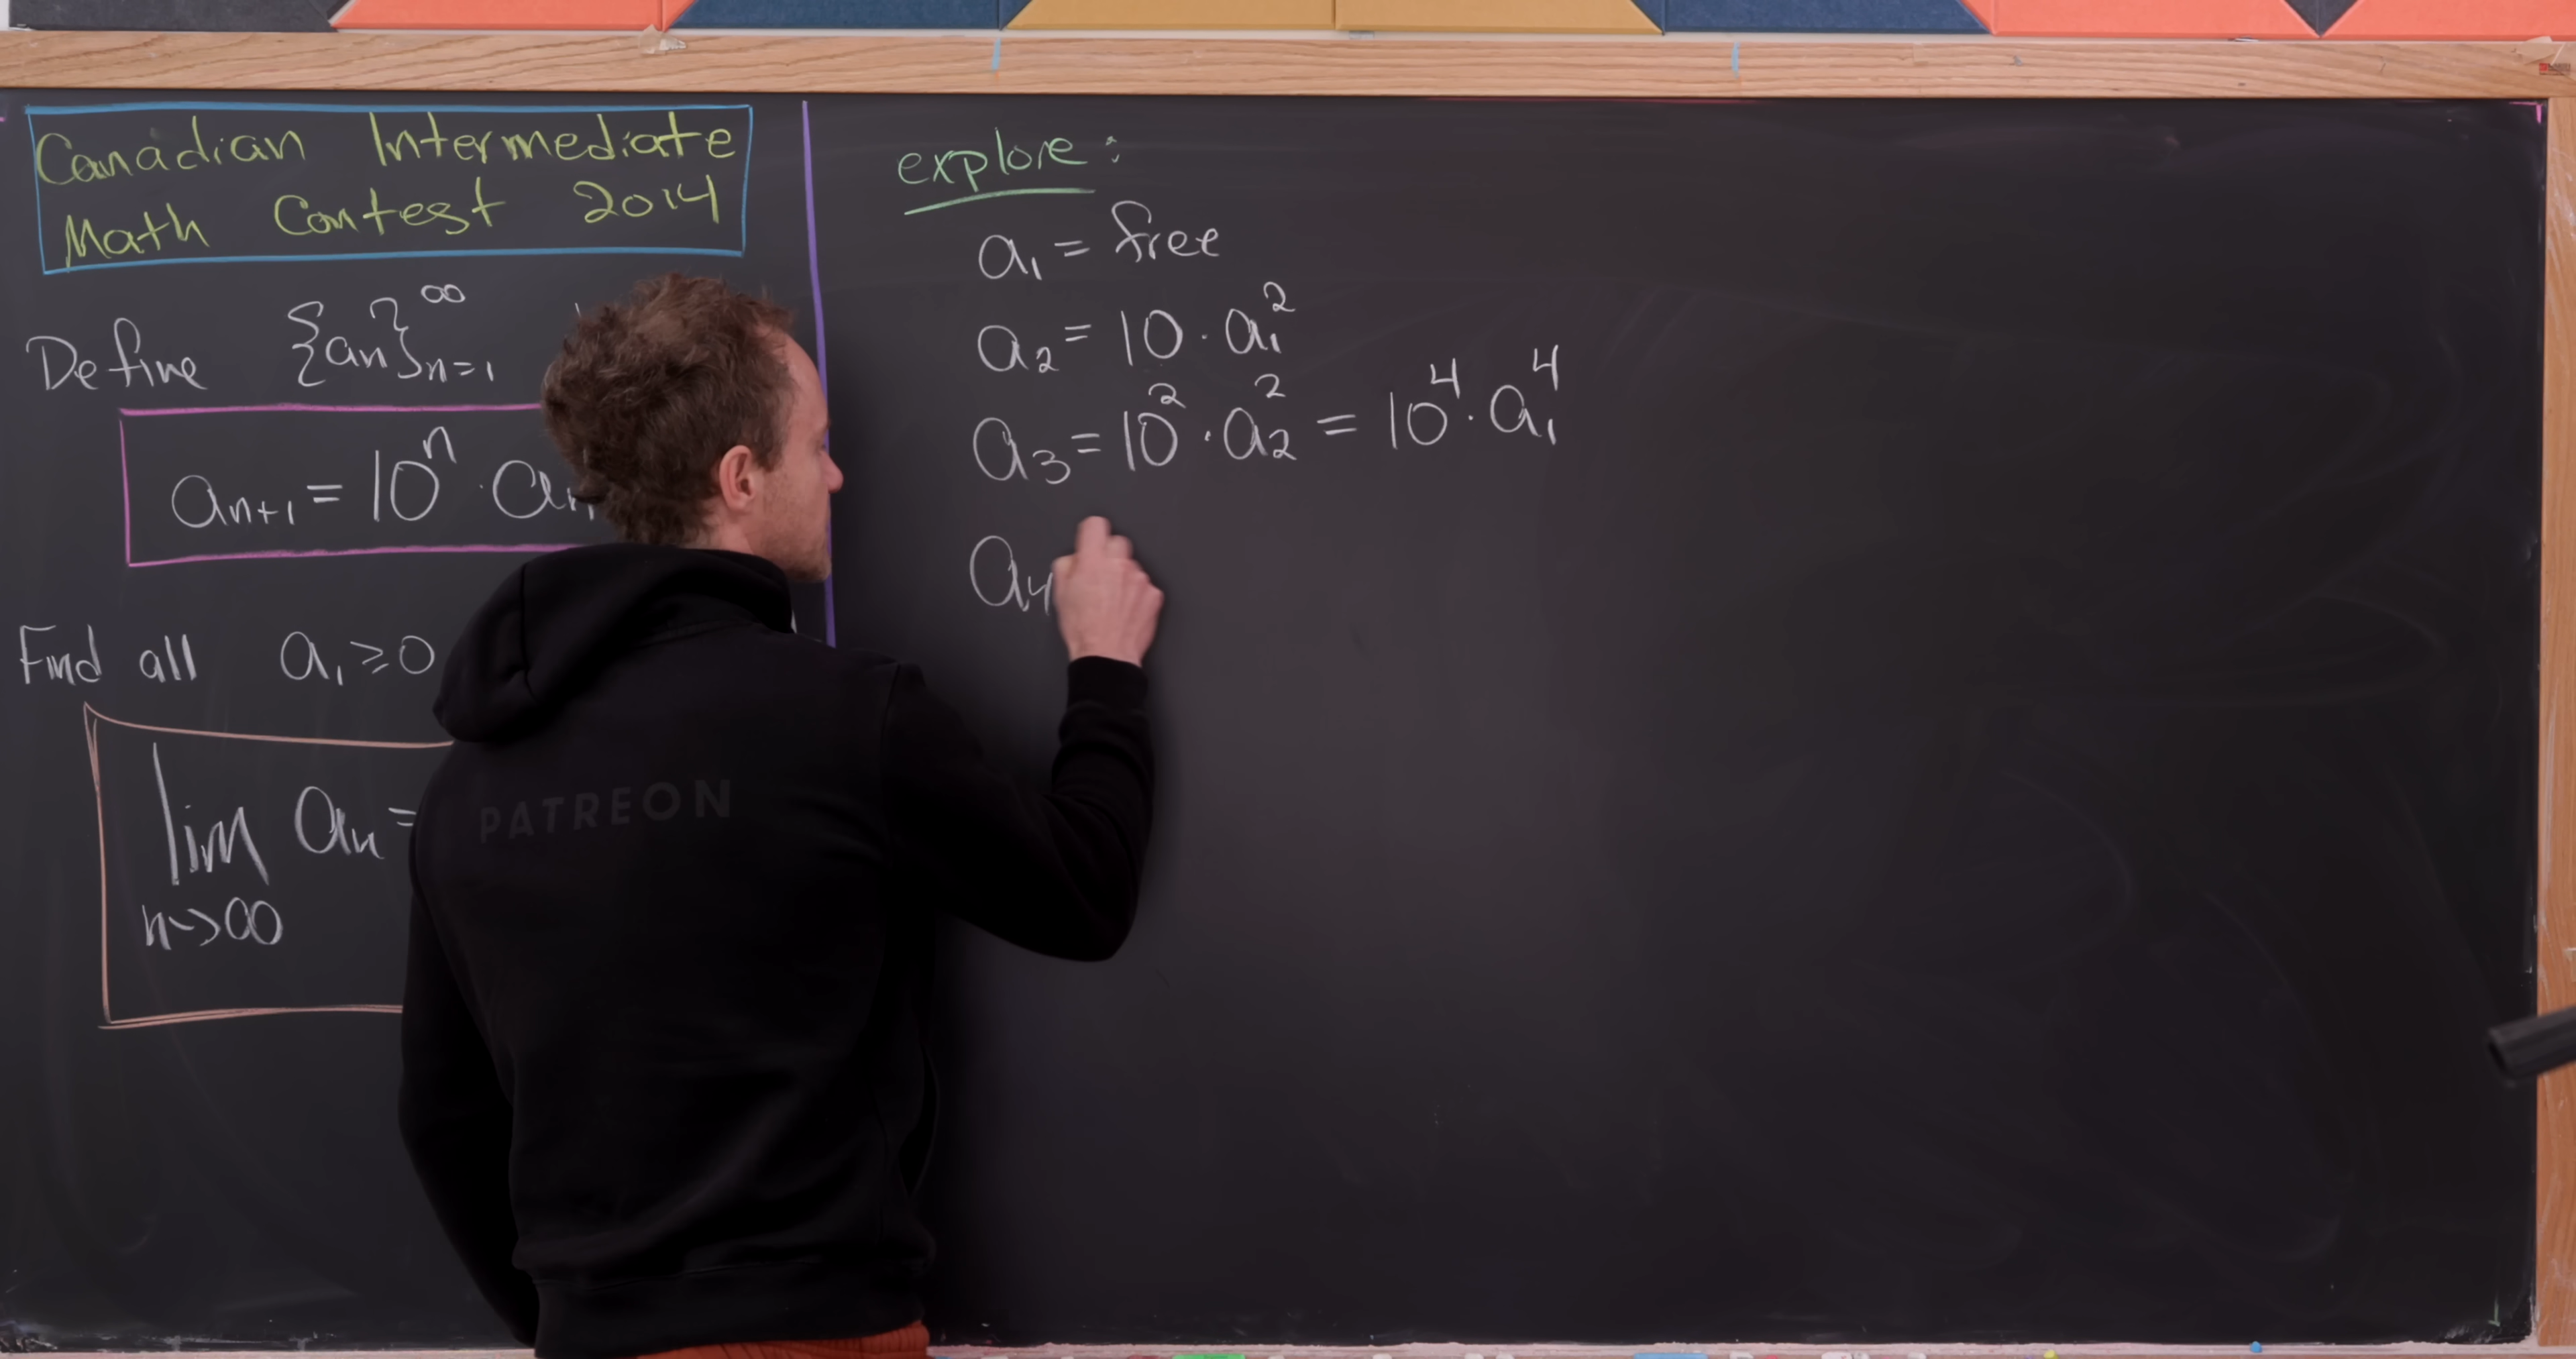 Canadian Intermediate
Math Contest 2014
Define {aₙ}ₙ₌₁^∞
aₙ₊₁ = 10ⁿ · aₙ
Find all a₁ ≥ 0
lim aₙ =
n→∞
PATREON
explore:
a₁ = free
a₂ = 10 · a₁²
a₃ = 10² · a₂² = 10⁴ · a₁⁴
a₄